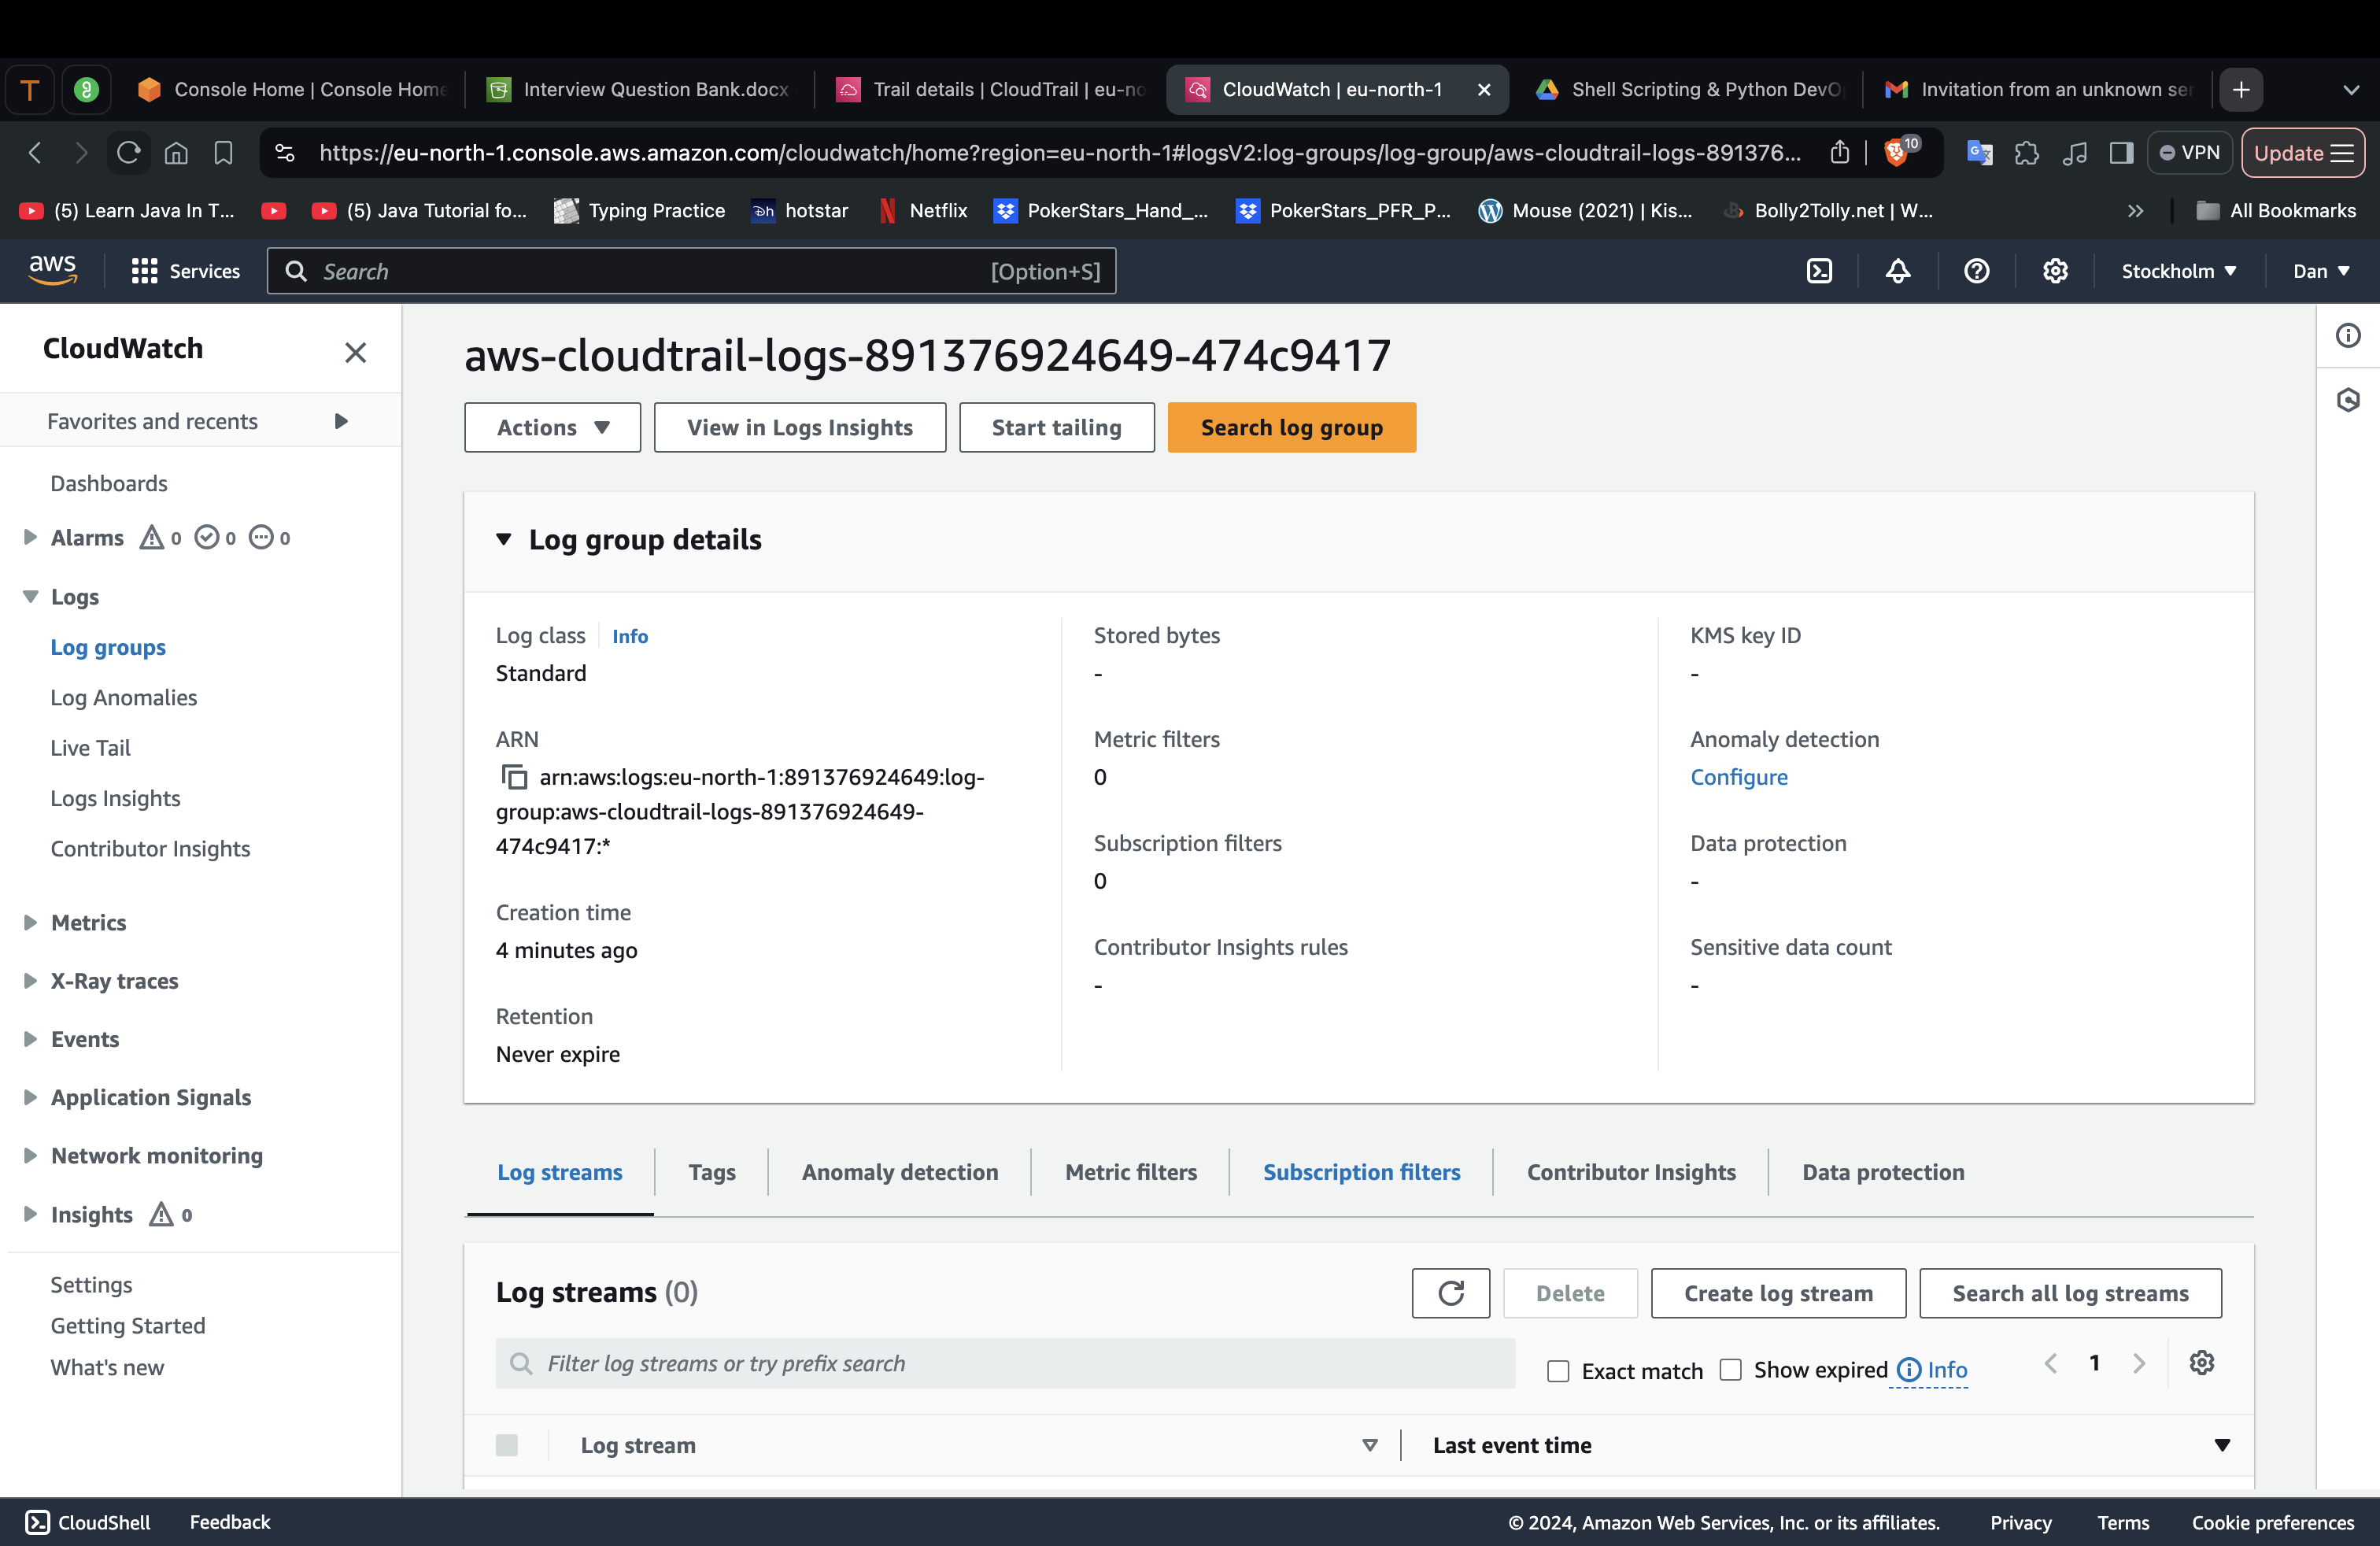 T
Console Home | Console Home
Interview Question Bank.docx
Trail details | CloudTrail | eu-no
CloudWatch | eu-north-1
Shell Scripting & Python DevO
Invitation from an unknown ser
https://eu-north-1.console.aws.amazon.com/cloudwatch/home?region=eu-north-1#logsV2:log-groups/log-group/aws-cloudtrail-logs-891376...
10
VPN
Update
(5) Learn Java In T...
(5) Java Tutorial fo...
Typing Practice
hotstar
Netflix
PokerStars_Hand_...
PokerStars_PFR_P...
Mouse (2021) | Kis...
Bolly2Tolly.net | W...
All Bookmarks
aws
Services
Search
[Option+S]
Stockholm
Dan
CloudWatch
Favorites and recents
Dashboards
Alarms 0 0 0
Logs
Log groups
Log Anomalies
Live Tail
Logs Insights
Contributor Insights
Metrics
X-Ray traces
Events
Application Signals
Network monitoring
Insights 0
Settings
Getting Started
What's new
aws-cloudtrail-logs-891376924649-474c9417
Actions
View in Logs Insights
Start tailing
Search log group
Log group details
Log class
Info
Standard
ARN
arn:aws:logs:eu-north-1:891376924649:log-
group:aws-cloudtrail-logs-891376924649-
474c9417:*
Creation time
4 minutes ago
Retention
Never expire
Stored bytes
-
Metric filters
0
Subscription filters
0
Contributor Insights rules
-
KMS key ID
-
Anomaly detection
Configure
Data protection
-
Sensitive data count
-
Log streams
Tags
Anomaly detection
Metric filters
Subscription filters
Contributor Insights
Data protection
Log streams (0)
Delete
Create log stream
Search all log streams
Filter log streams or try prefix search
Exact match
Show expired
Info
1
Log stream
Last event time
CloudShell
Feedback
© 2024, Amazon Web Services, Inc. or its affiliates.
Privacy
Terms
Cookie preferences